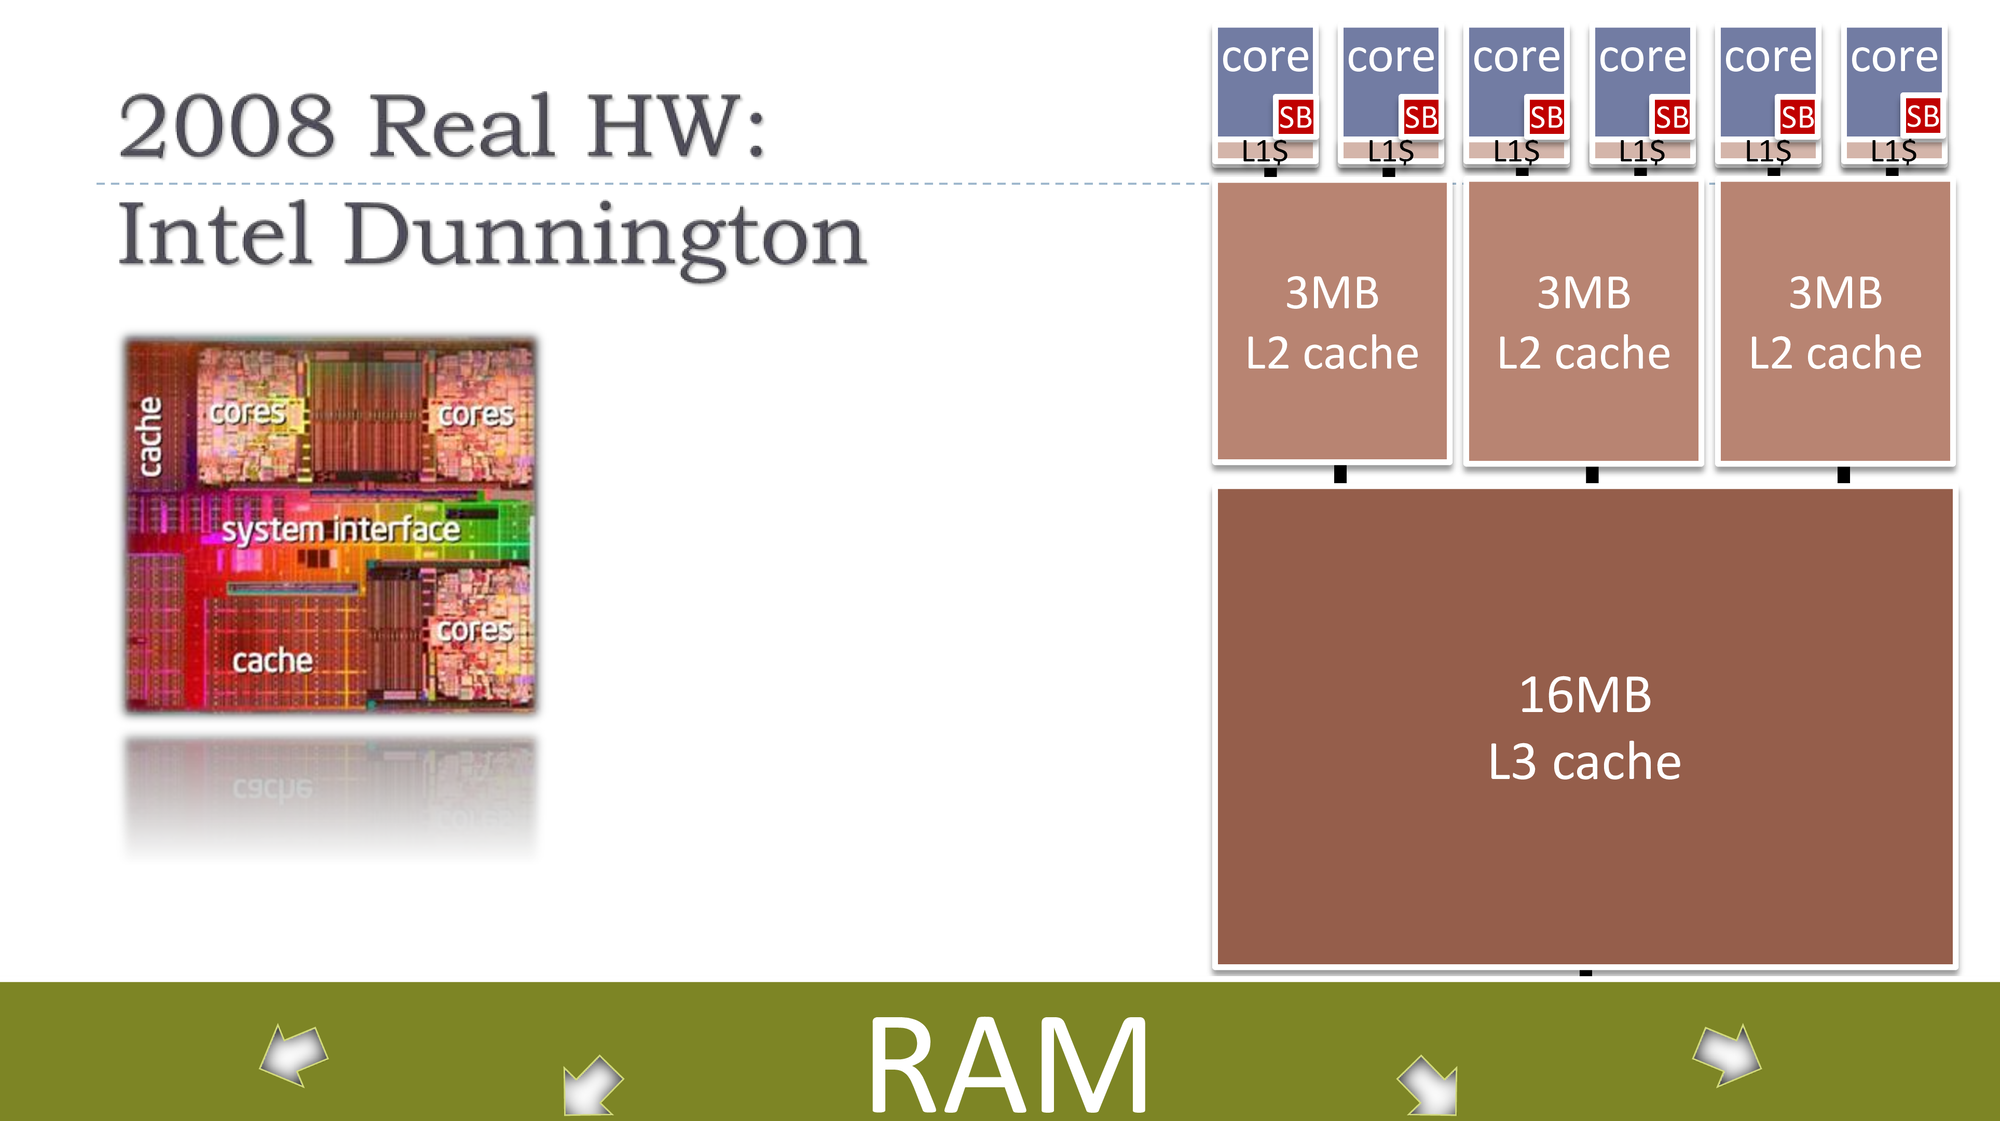 2008 Real HW:
Intel Dunnington
cache
cores
cores
system interface
cores
cache
core
SB
L1$
core
SB
L1$
core
SB
L1$
core
SB
L1$
core
SB
L1$
core
SB
L1$
3MB
L2 cache
3MB
L2 cache
3MB
L2 cache
16MB
L3 cache
RAM